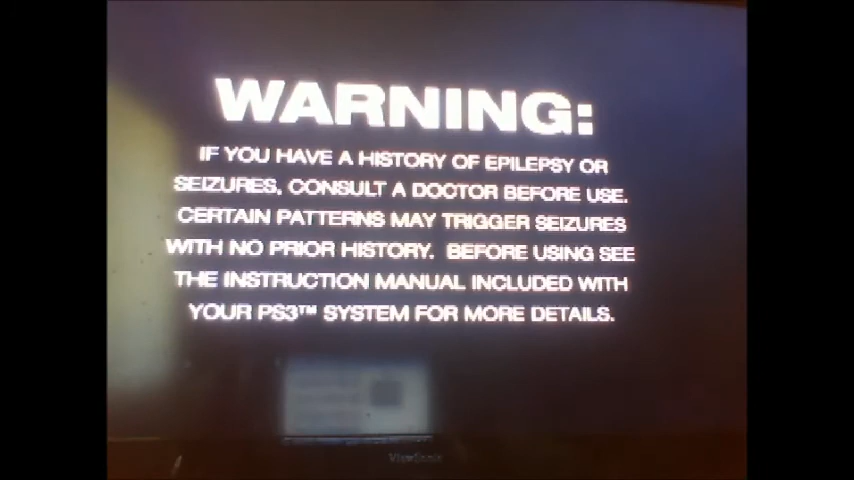 WARNING:
IF YOU HAVE A HISTORY OF EPILEPSY OR
SEIZURES, CONSULT A DOCTOR BEFORE USE.
CERTAIN PATTERNS MAY TRIGGER SEIZURES
WITH NO PRIOR HISTORY. BEFORE USING SEE
THE INSTRUCTION MANUAL INCLUDED WITH
YOUR PS3™ SYSTEM FOR MORE DETAILS.
ViewSonic